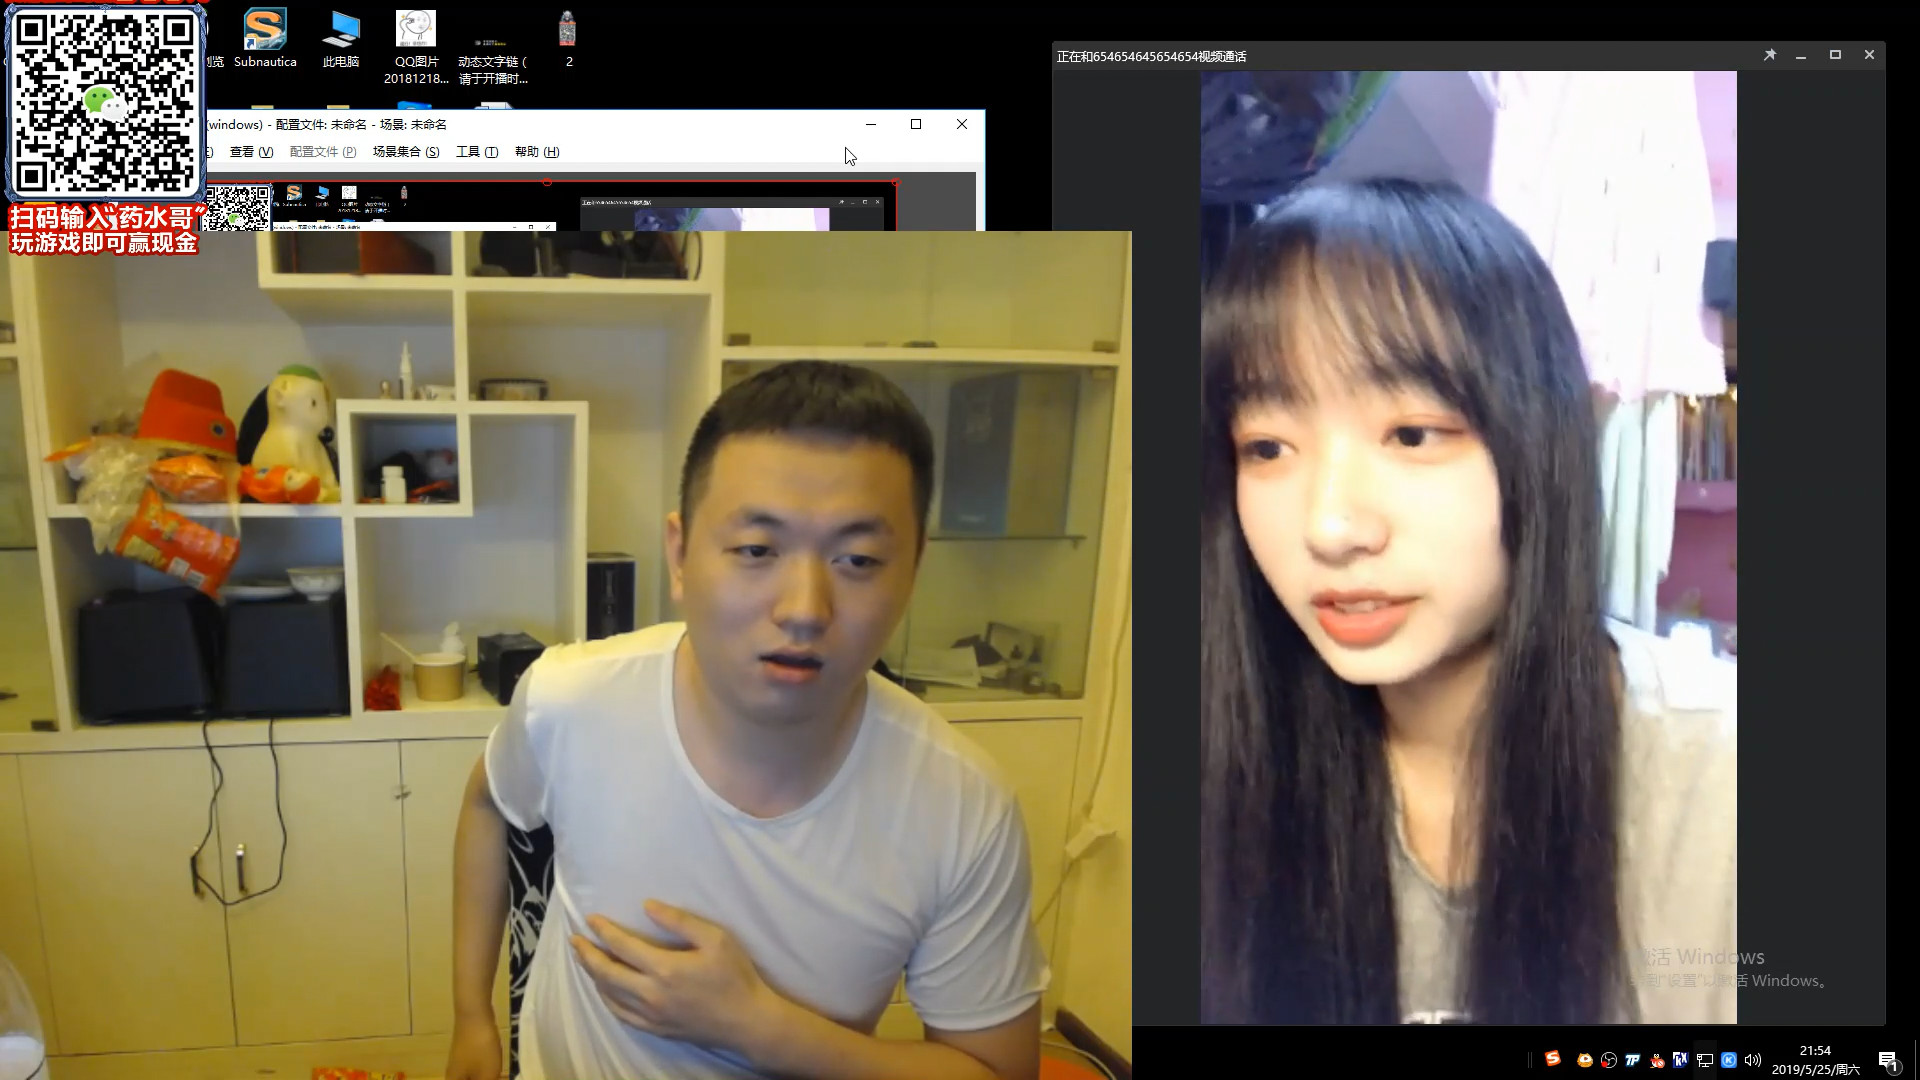 扫码输入“药水哥”
玩游戏即可赢现金
浏览
Subnautica
此电脑
QQ图片
20181218...
动态文字链 (
请于开播时...
2
(windows) - 配置文件: 未命名 - 场景: 未命名
查看 (V)
配置文件 (P)
场景集合 (S)
工具 (T)
帮助 (H)
正在和654654645654654视频通话
激活 Windows
转到"设置"以激活 Windows。
21:54
2019/5/25/周六
1